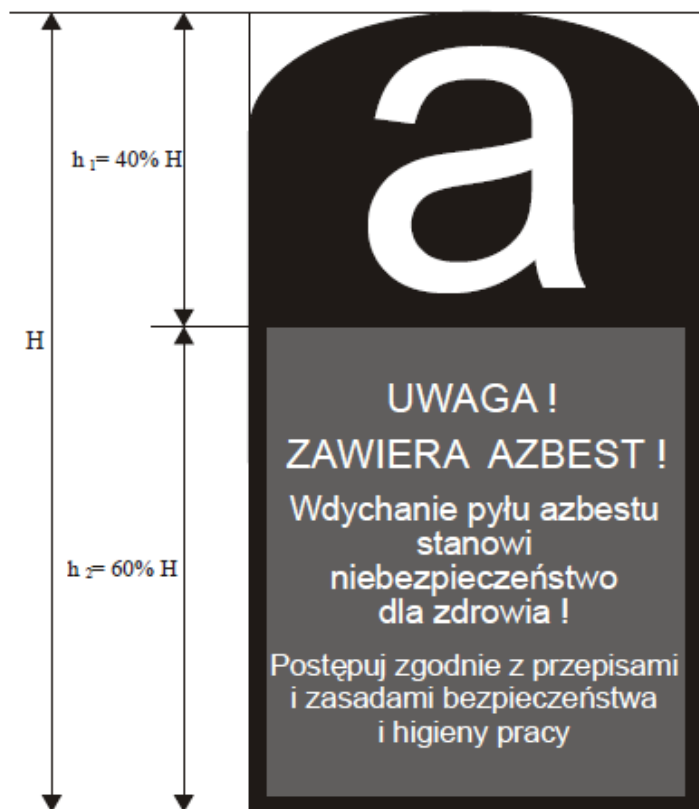 a
h 1= 40% H
H
UWAGA !
ZAWIERA AZBEST !
Wdychanie pyłu azbestu
stanowi
niebezpieczeństwo
dla zdrowia !
h 2= 60% H
Postępuj zgodnie z przepisami
i zasadami bezpieczeństwa
i higieny pracy